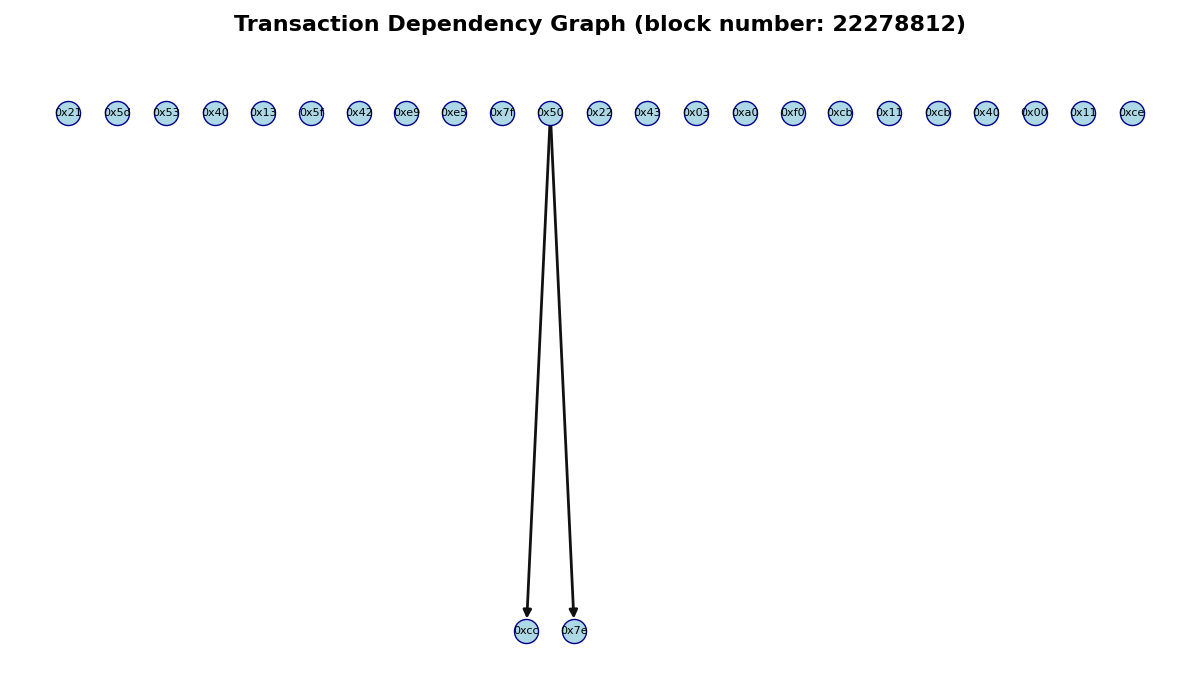 Transaction Dependency Graph (block number: 22278812)
0x21 0x5d 0x53 0x40 0x13 0x5f 0x42 0xe9 0xe5 0x7f 0x50 0x22 0x43 0x03 0xa0 0xf0 0xcb 0x11 0xcb 0x40 0x00 0x11 0xce
0xcc 0x7e